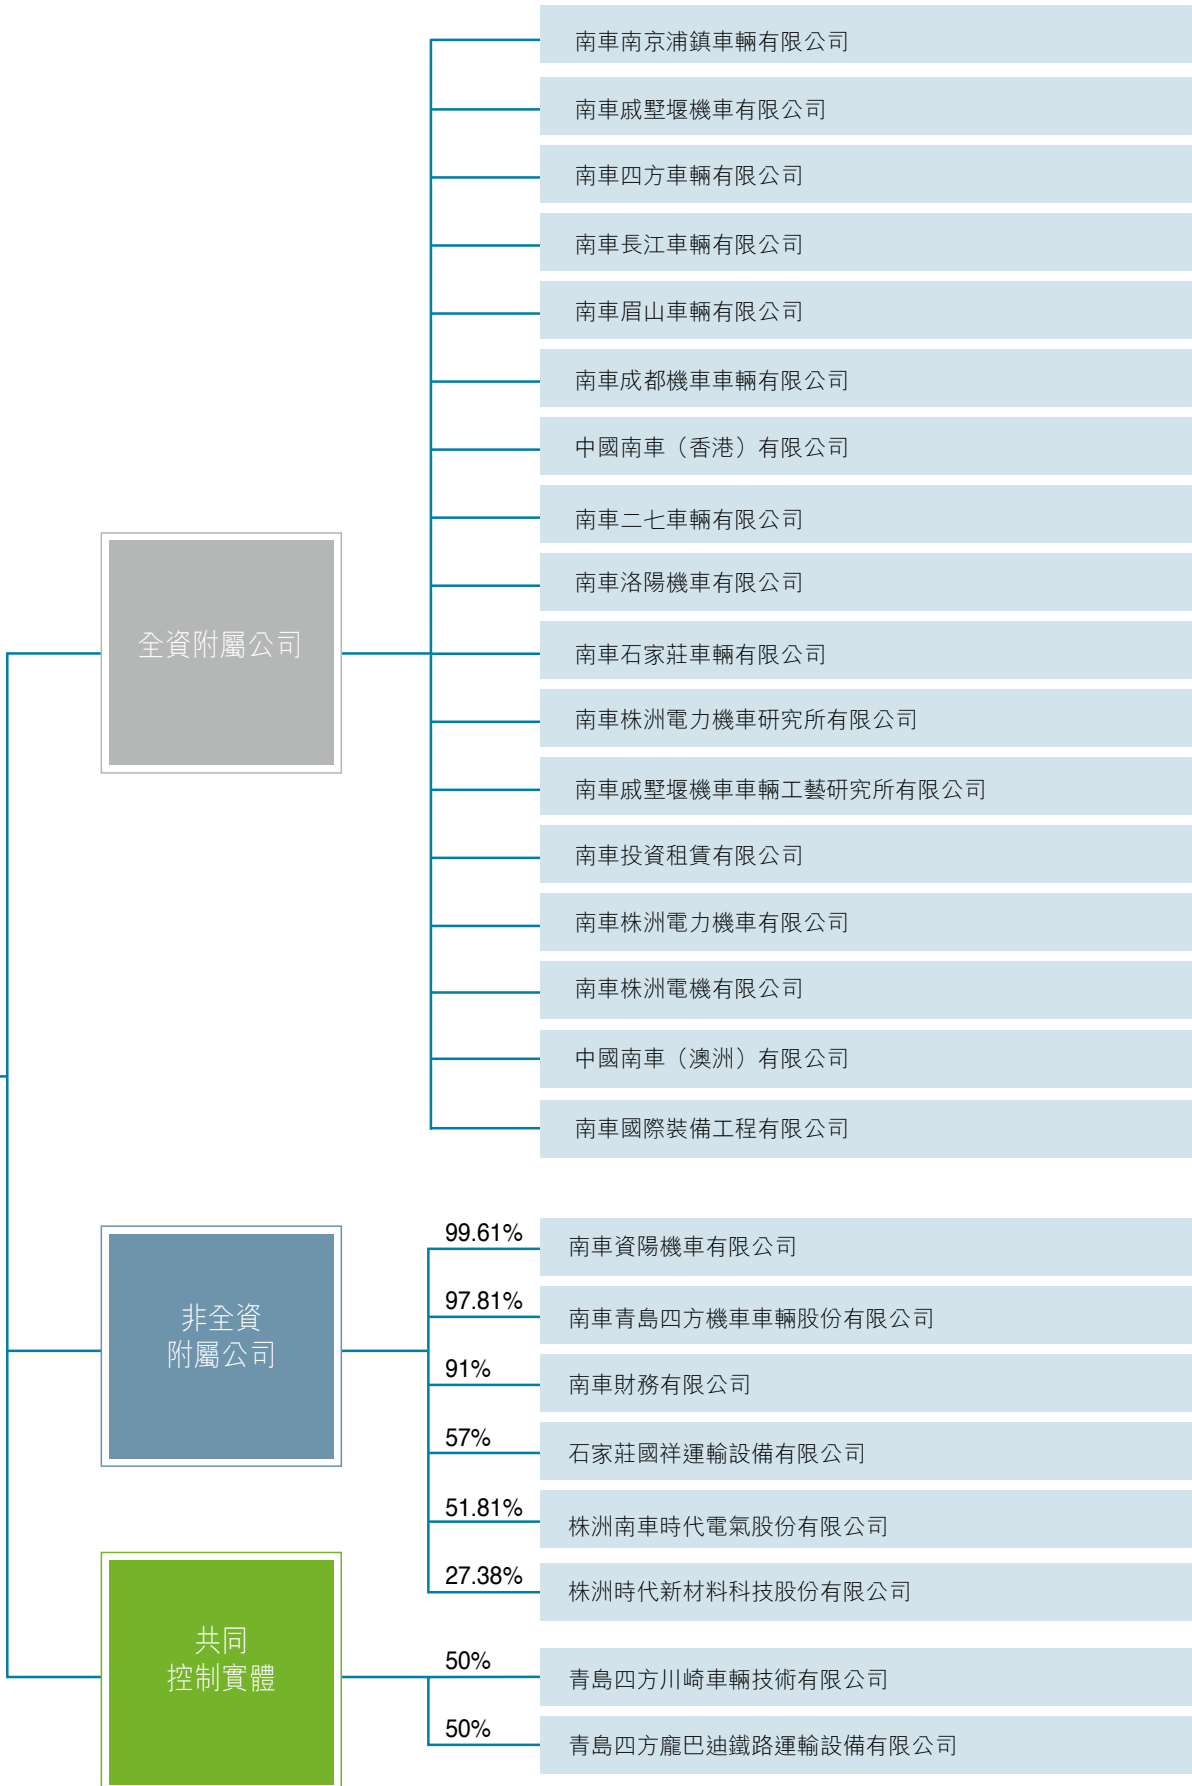 全資附屬公司
南車南京浦鎮車輛有限公司
南車戚墅堰機車有限公司
南車四方車輛有限公司
南車長江車輛有限公司
南車眉山車輛有限公司
南車成都機車車輛有限公司
中國南車（香港）有限公司
南車二七車輛有限公司
南車洛陽機車有限公司
南車石家莊車輛有限公司
南車株洲電力機車研究所有限公司
南車戚墅堰機車車輛工藝研究所有限公司
南車投資租賃有限公司
南車株洲電力機車有限公司
南車株洲電機有限公司
中國南車（澳洲）有限公司
南車國際裝備工程有限公司
非全資
附屬公司
99.61%
南車資陽機車有限公司
97.81%
南車青島四方機車車輛股份有限公司
91%
南車財務有限公司
57%
石家莊國祥運輸設備有限公司
51.81%
株洲南車時代電氣股份有限公司
27.38%
株洲時代新材料科技股份有限公司
共同
控制實體
50%
青島四方川崎車輛技術有限公司
50%
青島四方龐巴迪鐵路運輸設備有限公司